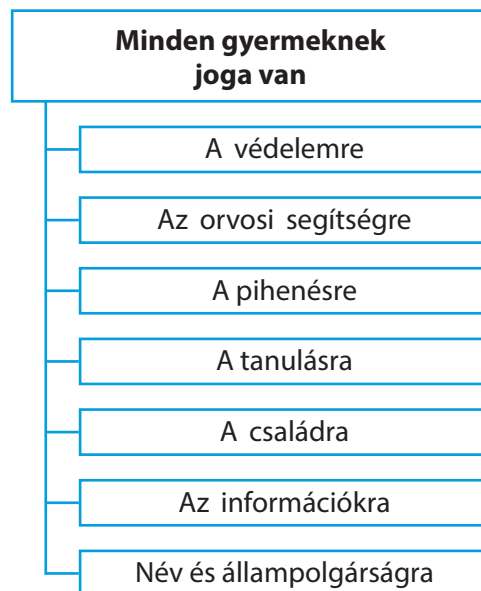 Minden gyermeknek
joga van
A védelemre
Az orvosi segítségre
A pihenésre
A tanulásra
A családra
Az információkra
Név és állampolgárságra